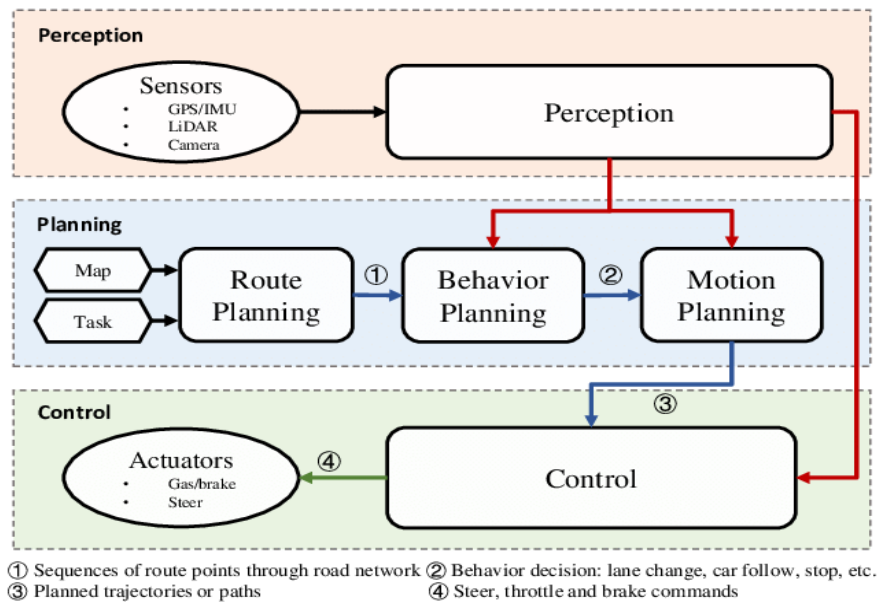 Perception
Sensors
• GPS/IMU
• LiDAR
• Camera
Perception
Planning
Map
Task
Route
Planning
①
Behavior
Planning
②
Motion
Planning
③
Control
Actuators
• Gas/brake
• Steer
④
Control
① Sequences of route points through road network ② Behavior decision: lane change, car follow, stop, etc.
③ Planned trajectories or paths ④ Steer, throttle and brake commands